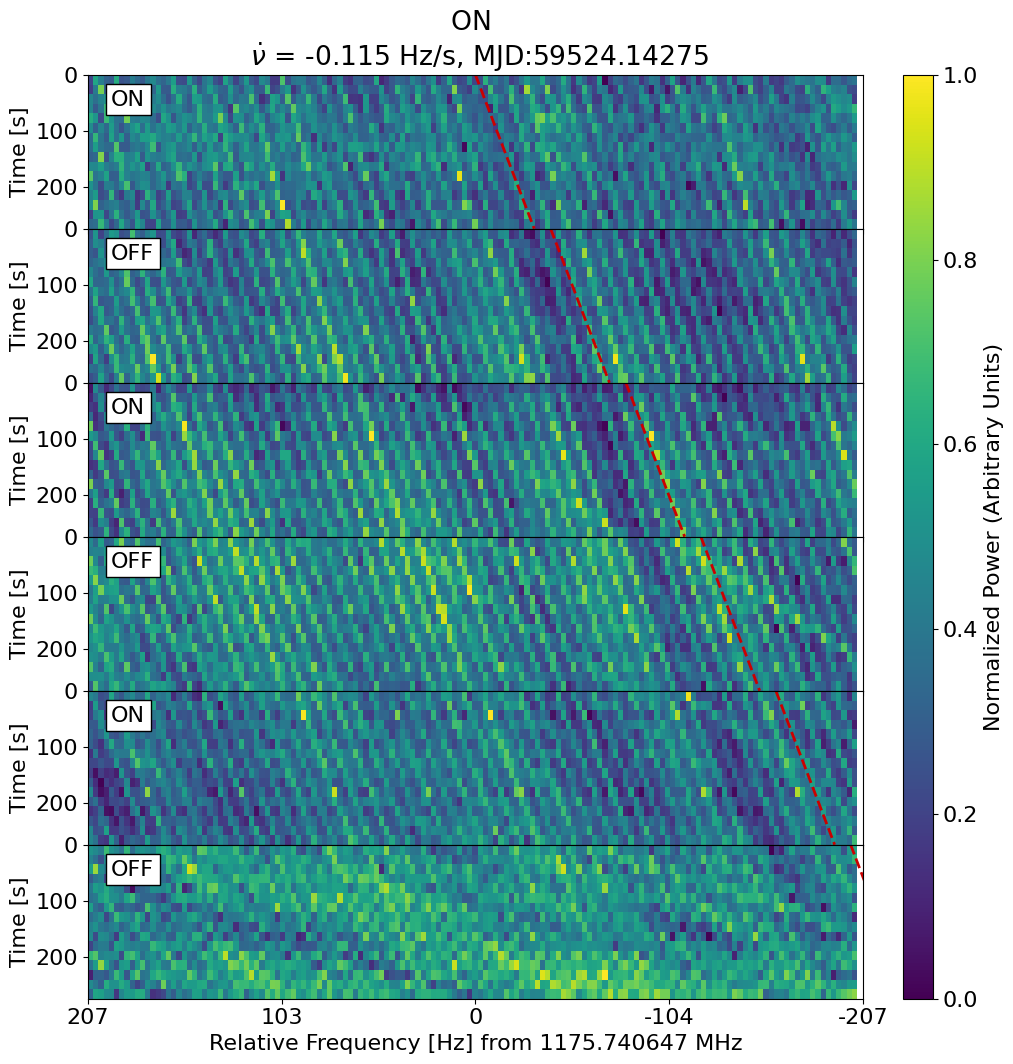 ON
ν̇ = -0.115 Hz/s, MJD:59524.14275
ON
OFF
ON
OFF
ON
OFF
Time [s]
0
100
200
Time [s]
0
100
200
Time [s]
0
100
200
Time [s]
0
100
200
Time [s]
0
100
200
Time [s]
0
100
200
207
103
0
-104
-207
Relative Frequency [Hz] from 1175.740647 MHz
1.0
0.8
0.6
0.4
0.2
0.0
Normalized Power (Arbitrary Units)